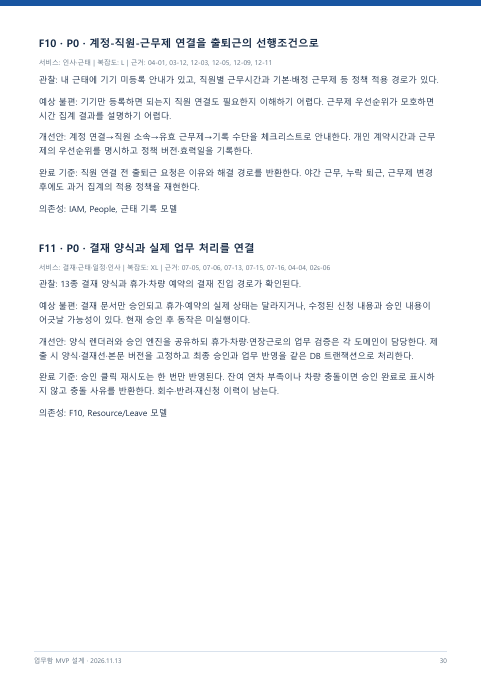 F10 · P0 · 계정-직원-근무제 연결을 출퇴근의 선행조건으로
서비스: 인사·근태 | 복잡도: L | 근거: 04-01, 03-12, 12-03, 12-05, 12-09, 12-11
관찰: 내 근태에 기기 미등록 안내가 있고, 직원별 근무시간과 기본·배정 근무제 등 정책 적용 경로가 있다.
예상 불편: 기기만 등록하면 되는지 직원 연결도 필요한지 이해하기 어렵다. 근무제 우선순위가 모호하면
시간 집계 결과를 설명하기 어렵다.
개선안: 계정 연결→직원 소속→유효 근무제→기록 수단을 체크리스트로 안내한다. 개인 계약시간과 근무
제의 우선순위를 명시하고 정책 버전·효력일을 기록한다.
완료 기준: 직원 연결 전 출퇴근 요청은 이유와 해결 경로를 반환한다. 야간 근무, 누락 퇴근, 근무제 변경
후에도 과거 집계의 적용 정책을 재현한다.
의존성: IAM, People, 근태 기록 모델
F11 · P0 · 결재 양식과 실제 업무 처리를 연결
서비스: 결재·근태·일정·인사 | 복잡도: XL | 근거: 07-05, 07-06, 07-13, 07-15, 07-16, 04-04, 02s-06
관찰: 13종 결재 양식과 휴가·차량 예약의 결재 진입 경로가 확인된다.
예상 불편: 결재 문서만 승인되고 휴가·예약의 실제 상태는 달라지거나, 수정된 신청 내용과 승인 내용이
어긋날 가능성이 있다. 현재 승인 후 동작은 미실행이다.
개선안: 양식 렌더러와 승인 엔진을 공유하되 휴가·차량·연장근로의 업무 검증은 각 도메인이 담당한다. 제
출 시 양식·결재선·본문 버전을 고정하고 최종 승인과 업무 반영을 같은 DB 트랜잭션으로 처리한다.
완료 기준: 승인 클릭 재시도는 한 번만 반영된다. 잔여 연차 부족이나 차량 충돌이면 승인 완료로 표시하
지 않고 충돌 사유를 반환한다. 회수·반려·재신청 이력이 남는다.
의존성: F10, Resource/Leave 모델
업무함 MVP 설계 · 2026.11.13
30